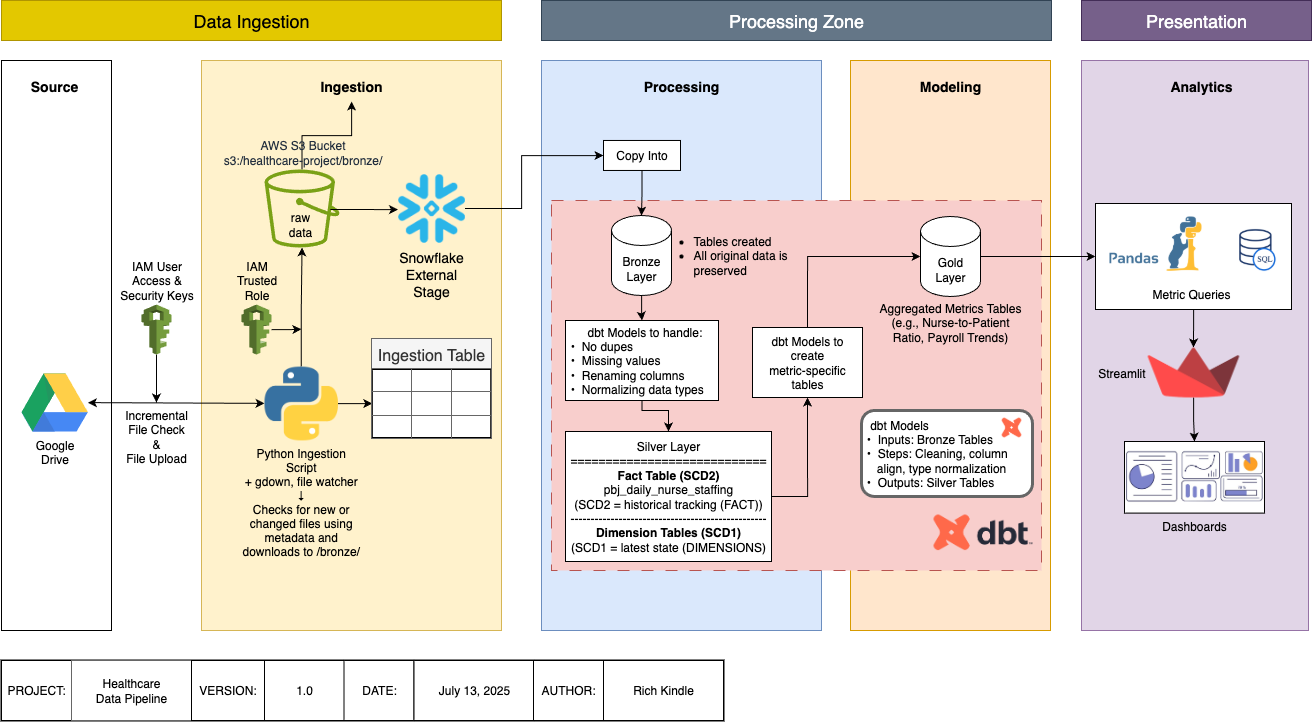 Data Ingestion
Processing Zone
Presentation
Source
Ingestion
Processing
Modeling
Analytics
AWS S3 Bucket
s3:/healthcare-project/bronze/
raw
data
Snowflake
External
Stage
IAM User
Access &
Security Keys
IAM
Trusted
Role
Ingestion Table
Google
Drive
Incremental
File Check
&
File Upload
Python Ingestion
Script
+ gdown, file watcher
↓
Checks for new or
changed files using
metadata and
downloads to /bronze/
Copy Into
Bronze
Layer
• Tables created
• All original data is
preserved
dbt Models to handle:
• No dupes
• Missing values
• Renaming columns
• Normalizing data types
Silver Layer
============================
Fact Table (SCD2)
pbj_daily_nurse_staffing
(SCD2 = historical tracking (FACT))
------------------------------------------------
Dimension Tables (SCD1)
(SCD1 = latest state (DIMENSIONS)
dbt Models to
create
metric-specific
tables
Gold
Layer
Aggregated Metrics Tables
(e.g., Nurse-to-Patient
Ratio, Payroll Trends)
dbt Models
• Inputs: Bronze Tables
• Steps: Cleaning, column
align, type normalization
• Outputs: Silver Tables
dbt
Pandas
SQL
Metric Queries
Streamlit
Dashboards
PROJECT:
Healthcare
Data Pipeline
VERSION:
1.0
DATE:
July 13, 2025
AUTHOR:
Rich Kindle